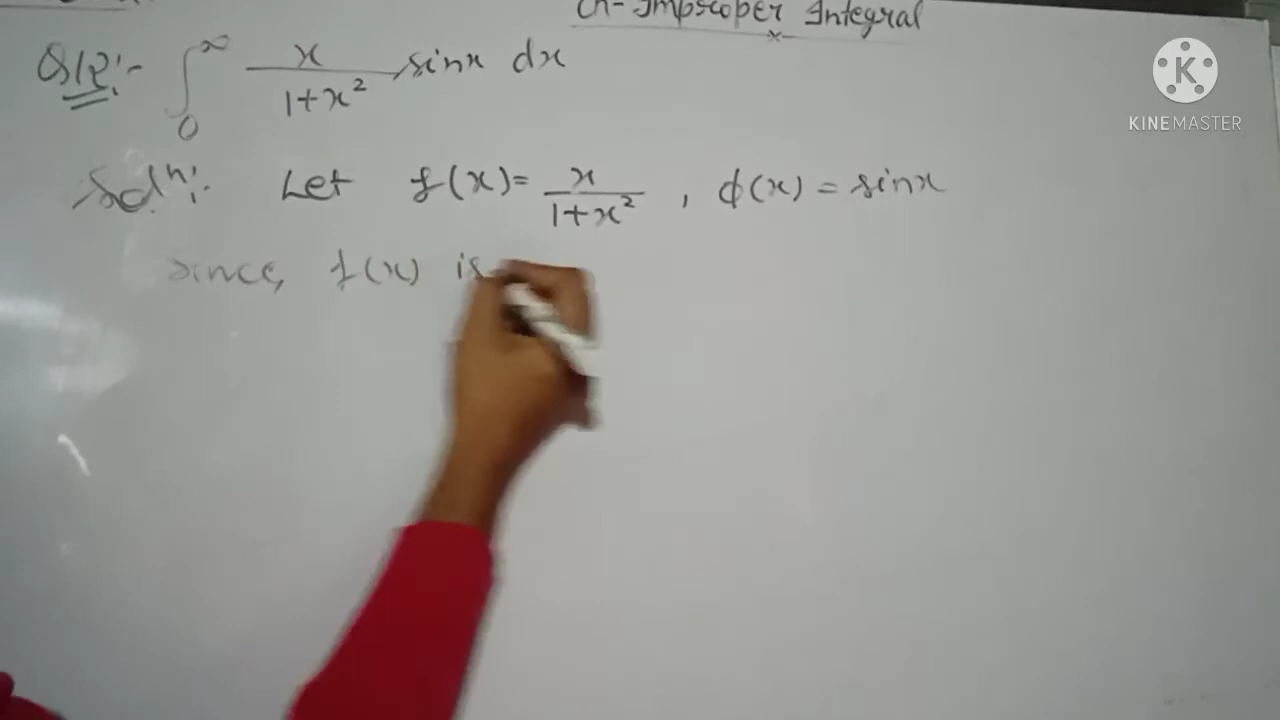 Ch- Improper Integral
Q12:- ∫₀^∞ x/(1+x²) sinx dx
Solⁿ:- Let f(x) = x/(1+x²) , ϕ(x) = sinx
since, f(x) is
KINEMASTER